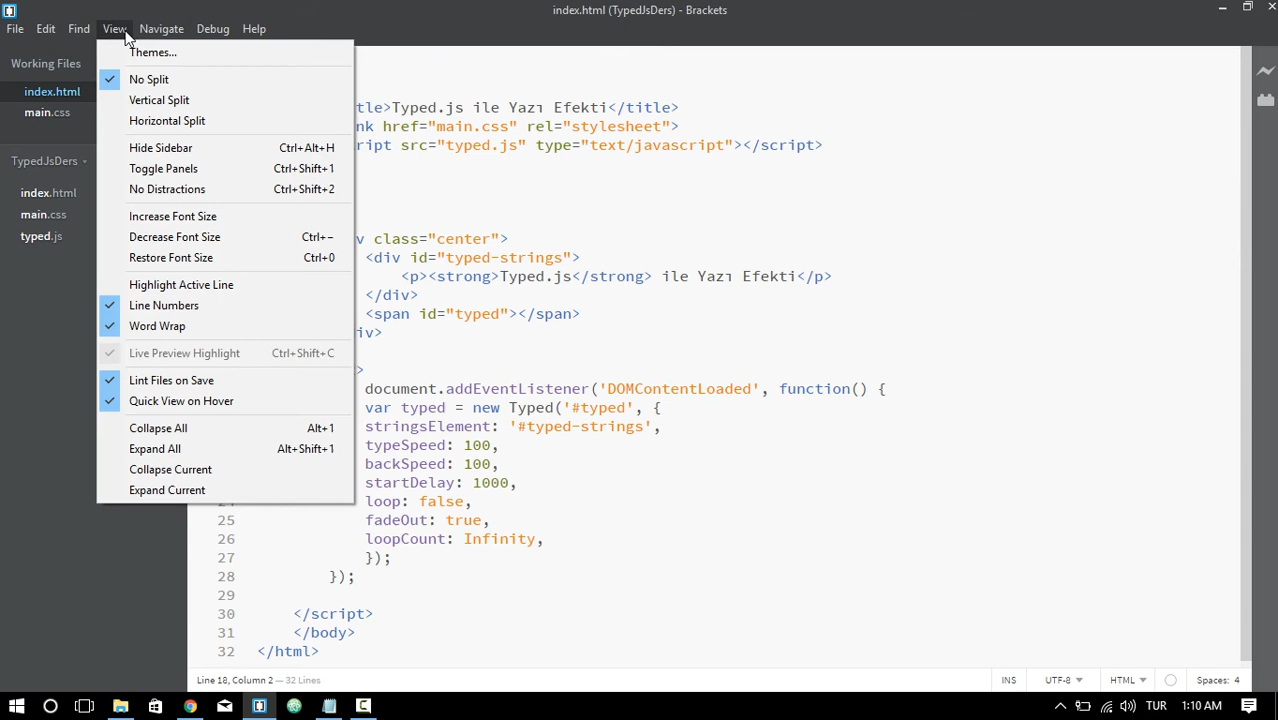 index.html (TypedJsDers) - Brackets
File Edit Find View Navigate Debug Help
Working Files
index.html
main.css
TypedJsDers
index.html
main.css
typed.js
Themes...
No Split
Vertical Split
Horizontal Split
Hide Sidebar Ctrl+Alt+H
Toggle Panels Ctrl+Shift+1
No Distractions Ctrl+Shift+2
Increase Font Size
Decrease Font Size Ctrl+−
Restore Font Size Ctrl+0
Highlight Active Line
Line Numbers
Word Wrap
Live Preview Highlight Ctrl+Shift+C
Lint Files on Save
Quick View on Hover
Collapse All Alt+1
Expand All Alt+Shift+1
Collapse Current
Expand Current
tle>Typed.js ile Yazı Efekti</title>
nk href="main.css" rel="stylesheet">
ript src="typed.js" type="text/javascript"></script>
v class="center">
<div id="typed-strings">
<p><strong>Typed.js</strong> ile Yazı Efekti</p>
</div>
<span id="typed"></span>
iv>
>
document.addEventListener('DOMContentLoaded', function() {
var typed = new Typed('#typed', {
stringsElement: '#typed-strings',
typeSpeed: 100,
backSpeed: 100,
startDelay: 1000,
loop: false,
25 fadeOut: true,
26 loopCount: Infinity,
27 });
28 });
29
30 </script>
31 </body>
32 </html>
Line 18, Column 2 — 32 Lines INS UTF-8 HTML Spaces: 4
TUR 1:10 AM